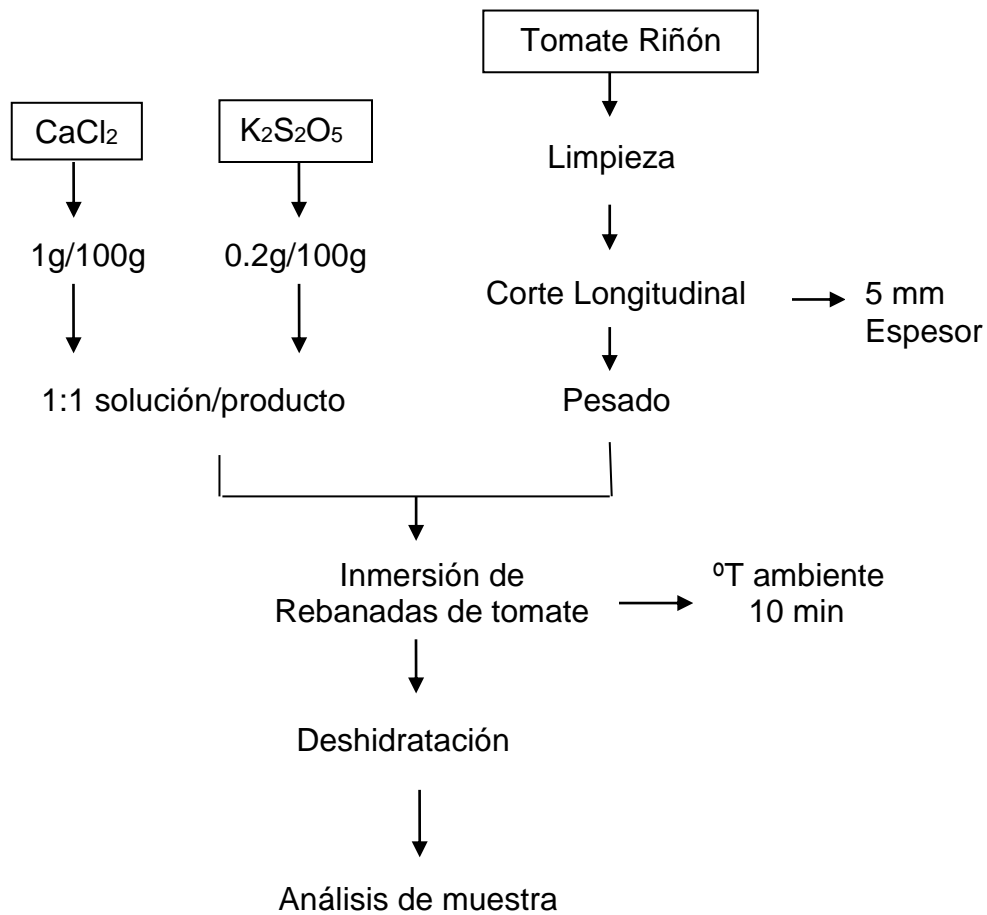 Tomate Riñón
CaCl₂
K₂S₂O₅
Limpieza
1g/100g
0.2g/100g
Corte Longitudinal
5 mm
Espesor
1:1 solución/producto
Pesado
Inmersión de
Rebanadas de tomate
ºT ambiente
10 min
Deshidratación
Análisis de muestra